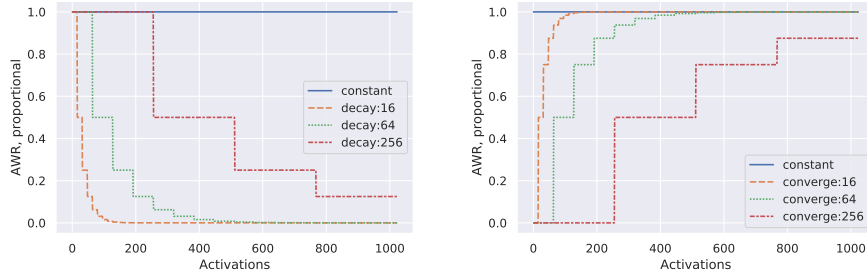 AWR, proportional
1.0
0.8
0.6
0.4
0.2
0.0
0
200
400
600
800
1000
Activations
constant
decay:16
decay:64
decay:256
AWR, proportional
1.0
0.8
0.6
0.4
0.2
0.0
0
200
400
600
800
1000
Activations
constant
converge:16
converge:64
converge:256